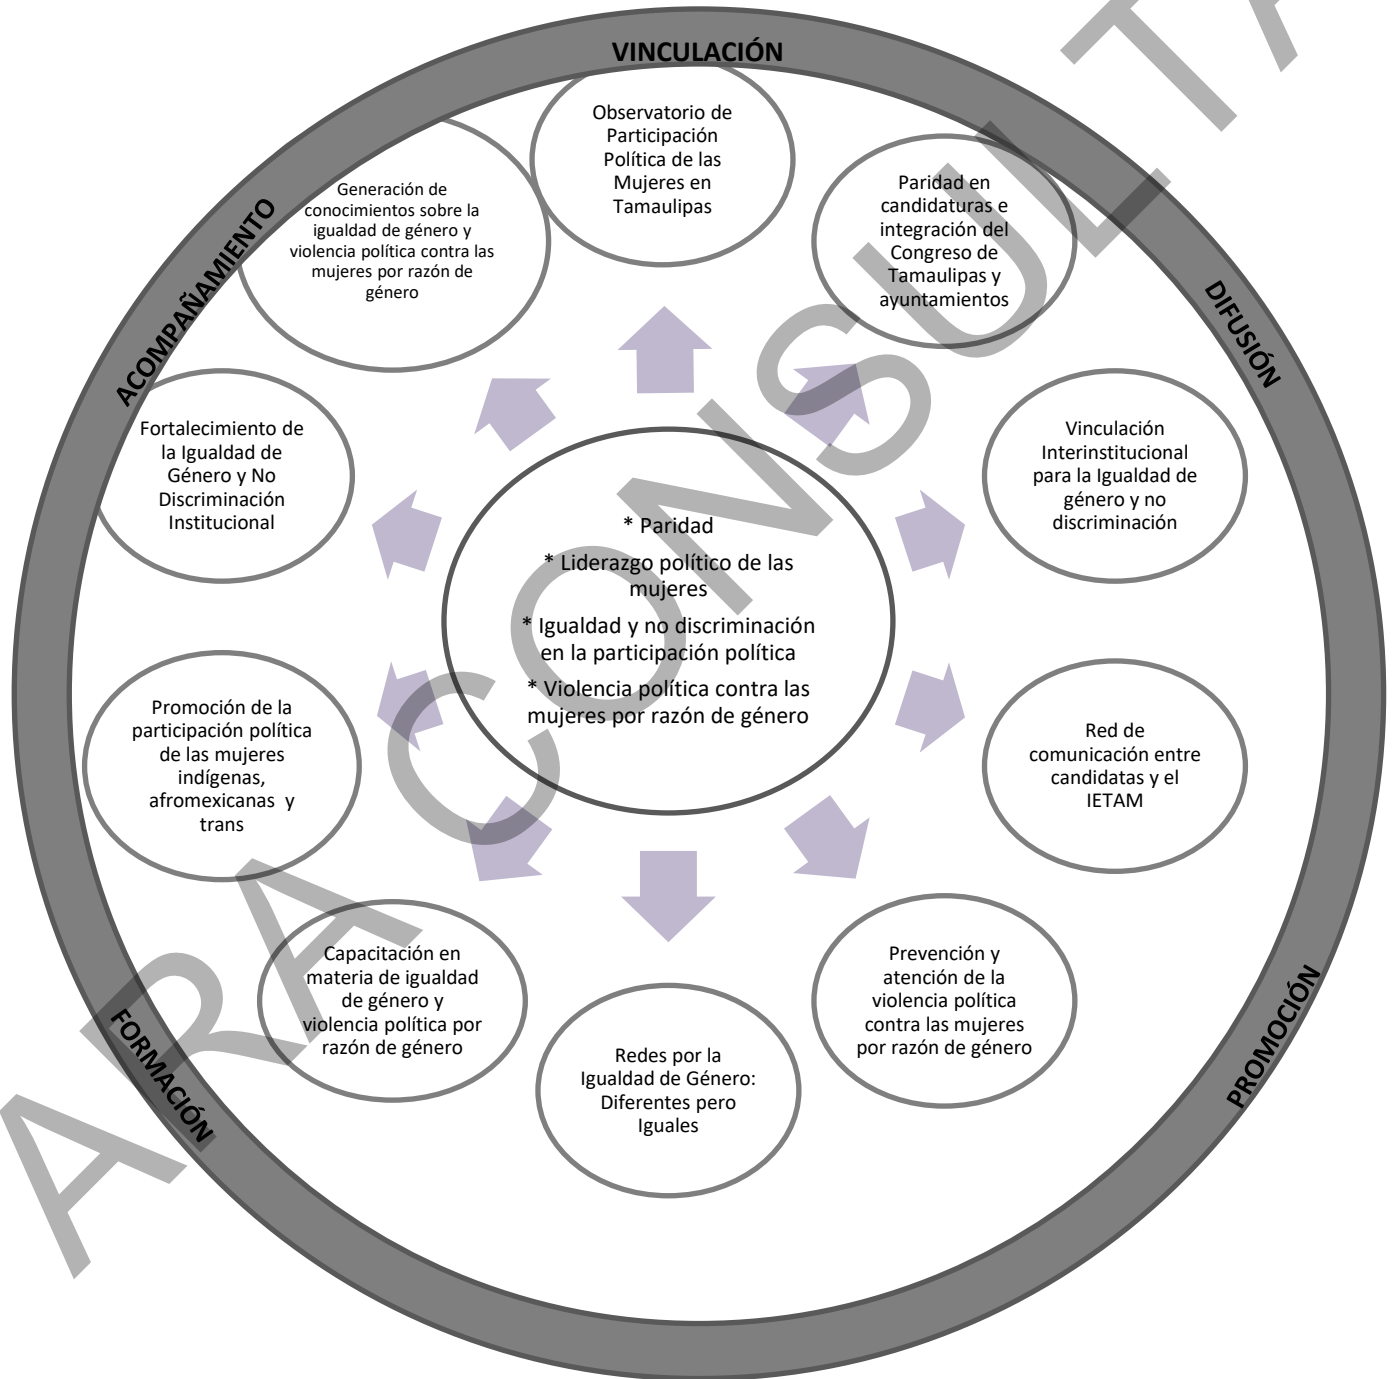 VINCULACIÓN
Observatorio de
Participación
Política de las
Mujeres en
Tamaulipas
Paridad en
candidaturas e
integración del
Congreso de
Tamaulipas y
ayuntamientos
DIFUSIÓN
Vinculación
Interinstitucional
para la Igualdad de
género y no
discriminación
Red de
comunicación entre
candidatas y el
IETAM
PROMOCIÓN
Prevención y
atención de la
violencia política
contra las mujeres
por razón de género
Redes por la
Igualdad de Género:
Diferentes pero
Iguales
Capacitación en
materia de igualdad
de género y
violencia política por
razón de género
FORMACIÓN
Promoción de la
participación política
de las mujeres
indígenas,
afromexicanas y
trans
Fortalecimiento de
la Igualdad de
Género y No
Discriminación
Institucional
ACOMPAÑAMIENTO
Generación de
conocimientos sobre la
igualdad de género y
violencia política contra las
mujeres por razón de
género
* Paridad
* Liderazgo político de las
mujeres
* Igualdad y no discriminación
en la participación política
* Violencia política contra las
mujeres por razón de género
ARA CONSULTA